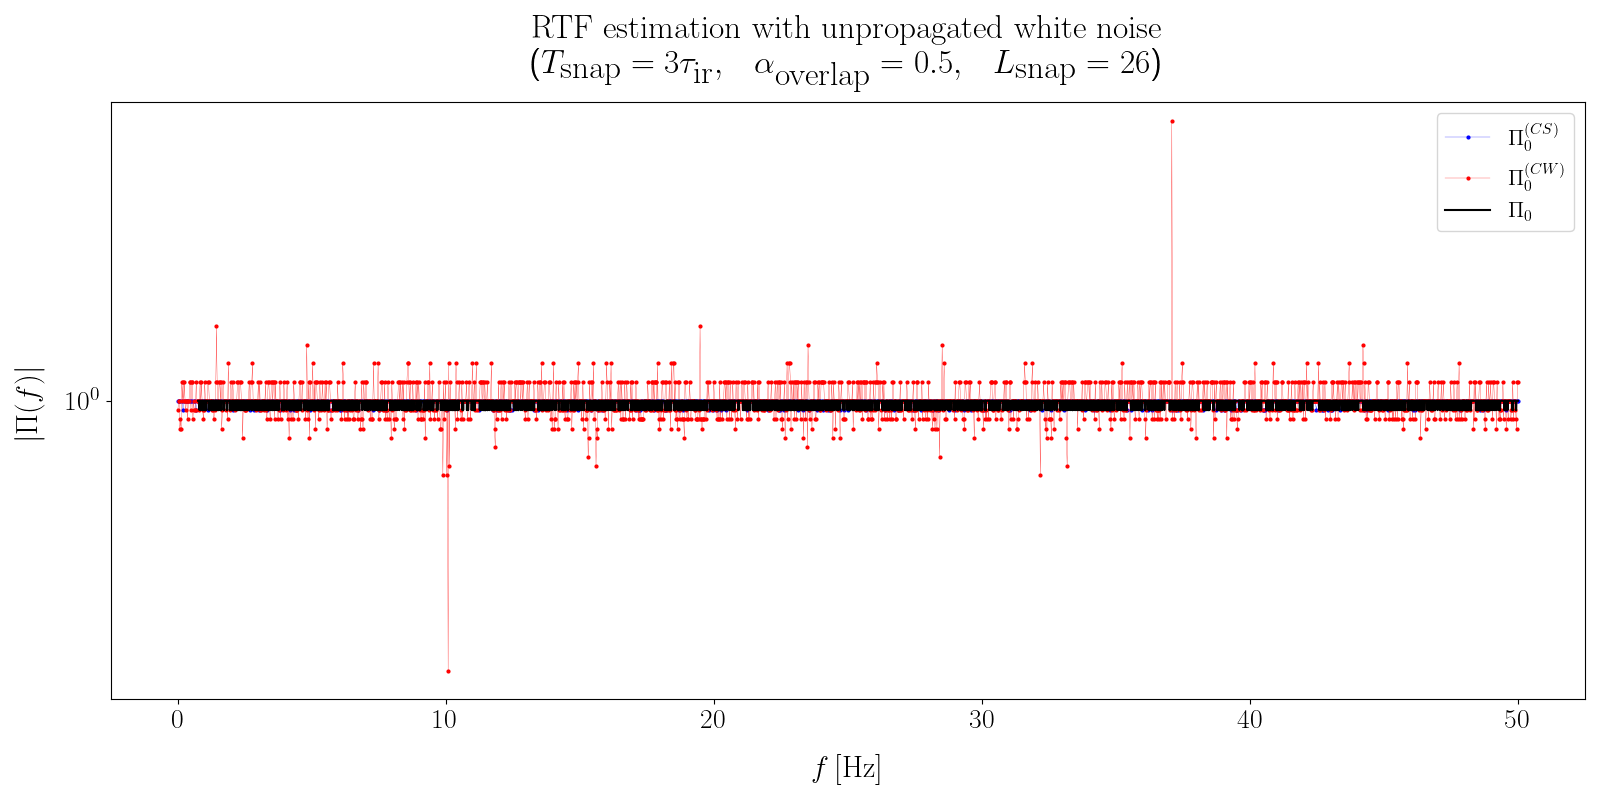 RTF estimation with unpropagated white noise
(T_snap = 3τ_ir, α_overlap = 0.5, L_snap = 26)
Π_0^(CS)
Π_0^(CW)
Π_0
|Π(f)|
10^0
0 10 20 30 40 50
f [Hz]